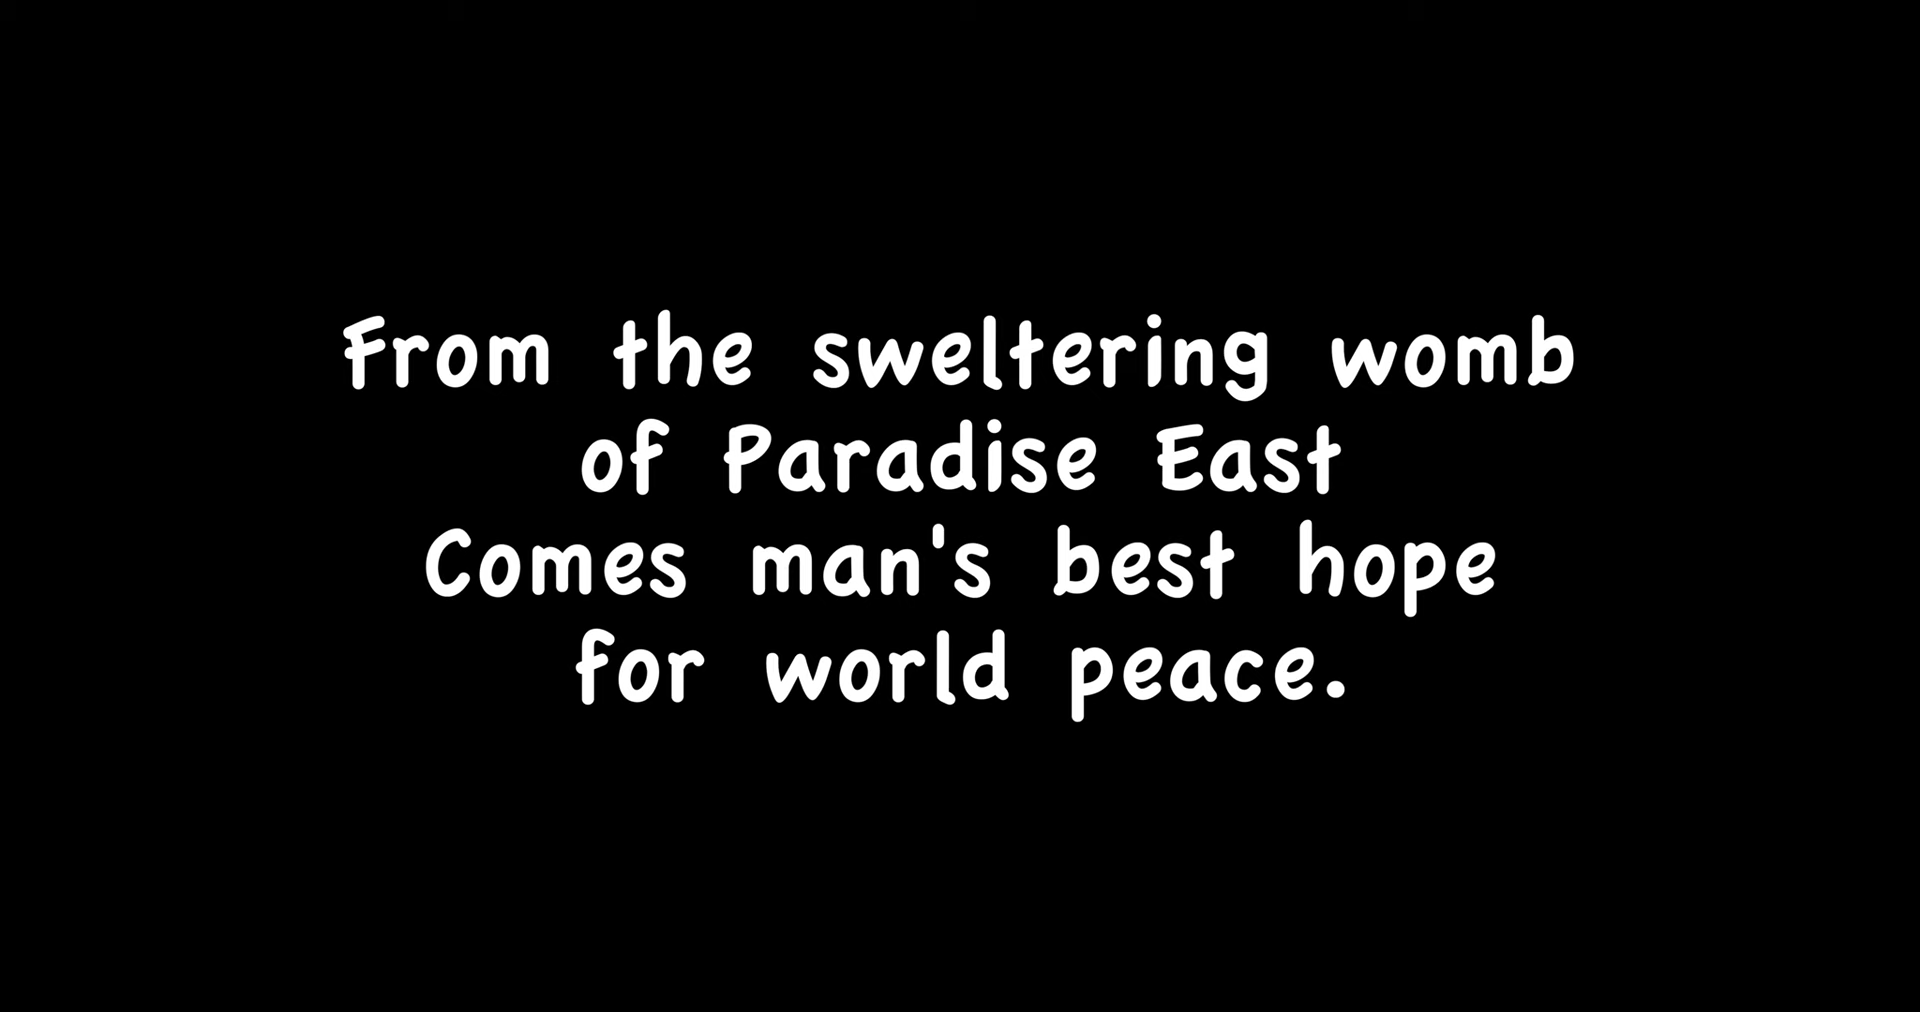 From the sweltering womb
of Paradise East
Comes man's best hope
for world peace.